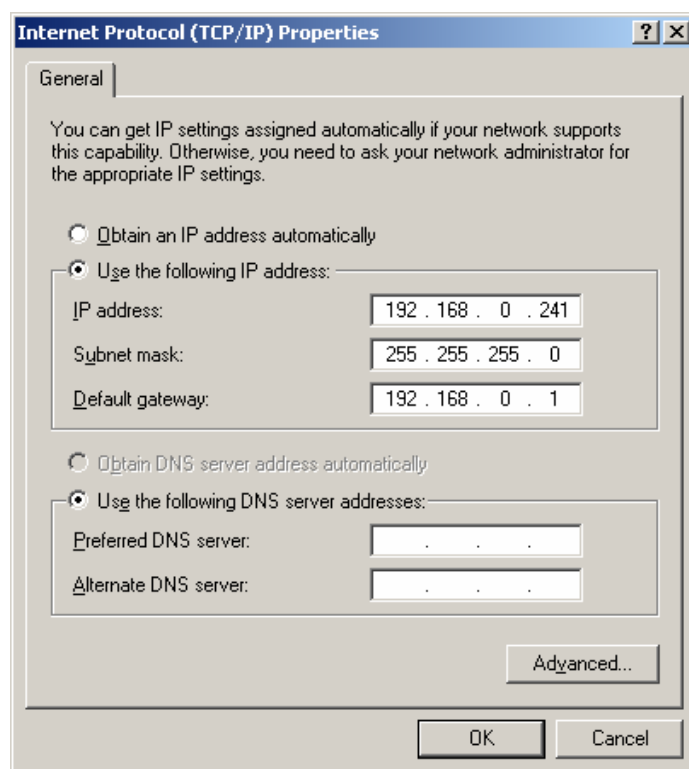 Internet Protocol (TCP/IP) Properties
General
You can get IP settings assigned automatically if your network supports
this capability. Otherwise, you need to ask your network administrator for
the appropriate IP settings.
Obtain an IP address automatically
Use the following IP address:
IP address: 192 . 168 . 0 . 241
Subnet mask: 255 . 255 . 255 . 0
Default gateway: 192 . 168 . 0 . 1
Obtain DNS server address automatically
Use the following DNS server addresses:
Preferred DNS server: . . .
Alternate DNS server: . . .
Advanced...
OK Cancel